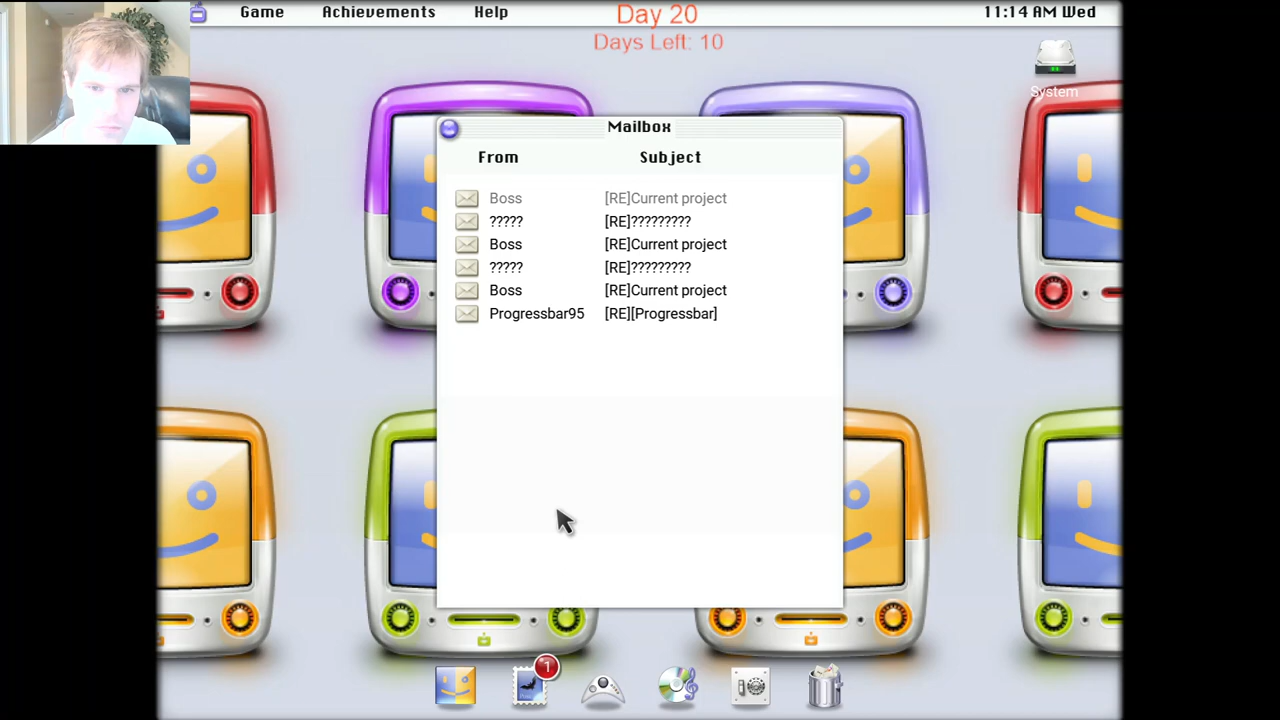 Game Achievements Help Day 20 11:14 AM Wed
Days Left: 10
System
Mailbox
From Subject
Boss [RE]Current project
????? [RE]?????????
Boss [RE]Current project
????? [RE]?????????
Boss [RE]Current project
Progressbar95 [RE][Progressbar]
1